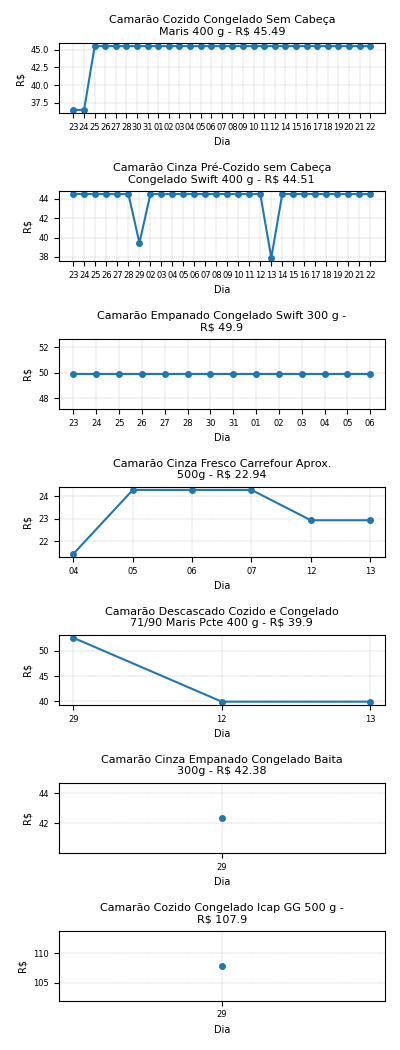 Camarão Cozido Congelado Sem Cabeça
Maris 400 g - R$ 45.49
45.0
42.5
40.0
37.5
R$
23 24 25 26 27 28 29 30 31 01 02 03 04 05 06 07 08 09 10 11 12 14 15 16 17 18 19 20 21 22
Dia
Camarão Cinza Pré-Cozido sem Cabeça
Congelado Swift 400 g - R$ 44.51
44
42
40
38
R$
23 24 25 26 27 28 29 02 03 04 05 06 07 08 09 10 11 12 13 14 15 16 17 18 19 20 21 22
Dia
Camarão Empanado Congelado Swift 300 g -
R$ 49.9
52
50
48
R$
23 24 25 26 27 28 30 31 01 02 03 04 05 06
Dia
Camarão Cinza Fresco Carrefour Aprox.
500g - R$ 22.94
24
23
22
R$
04 05 06 07 12 13
Dia
Camarão Descascado Cozido e Congelado
71/90 Maris Pcte 400 g - R$ 39.9
50
45
40
R$
29 12 13
Dia
Camarão Cinza Empanado Congelado Baita
300g - R$ 42.38
44
42
R$
29
Dia
Camarão Cozido Congelado Icap GG 500 g -
R$ 107.9
110
105
R$
29
Dia